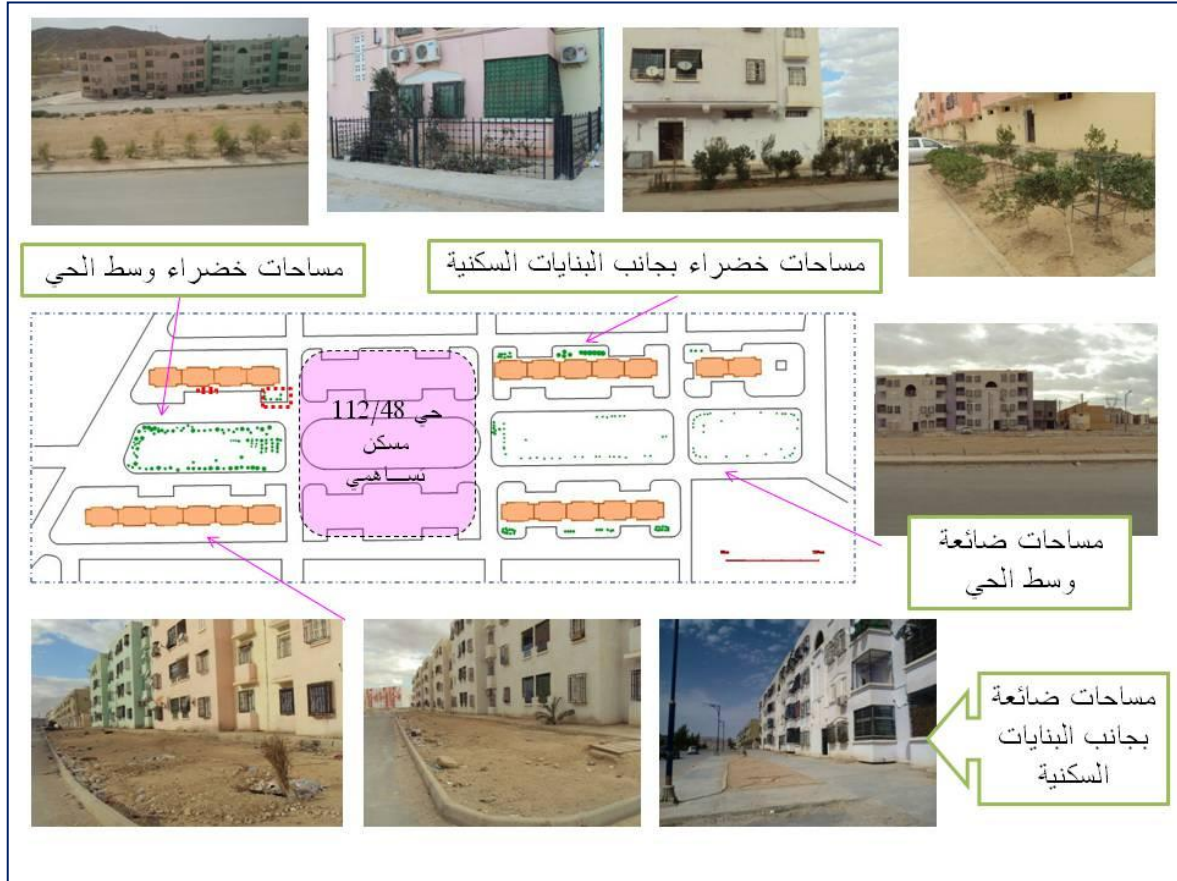 مساحات خضراء وسط الحي
مساحات خضراء بجانب البنايات السكنية
حي 112/48
مسكن
تساهمي
مساحات ضائعة
وسط الحي
مساحات ضائعة
بجانب البنايات
السكنية